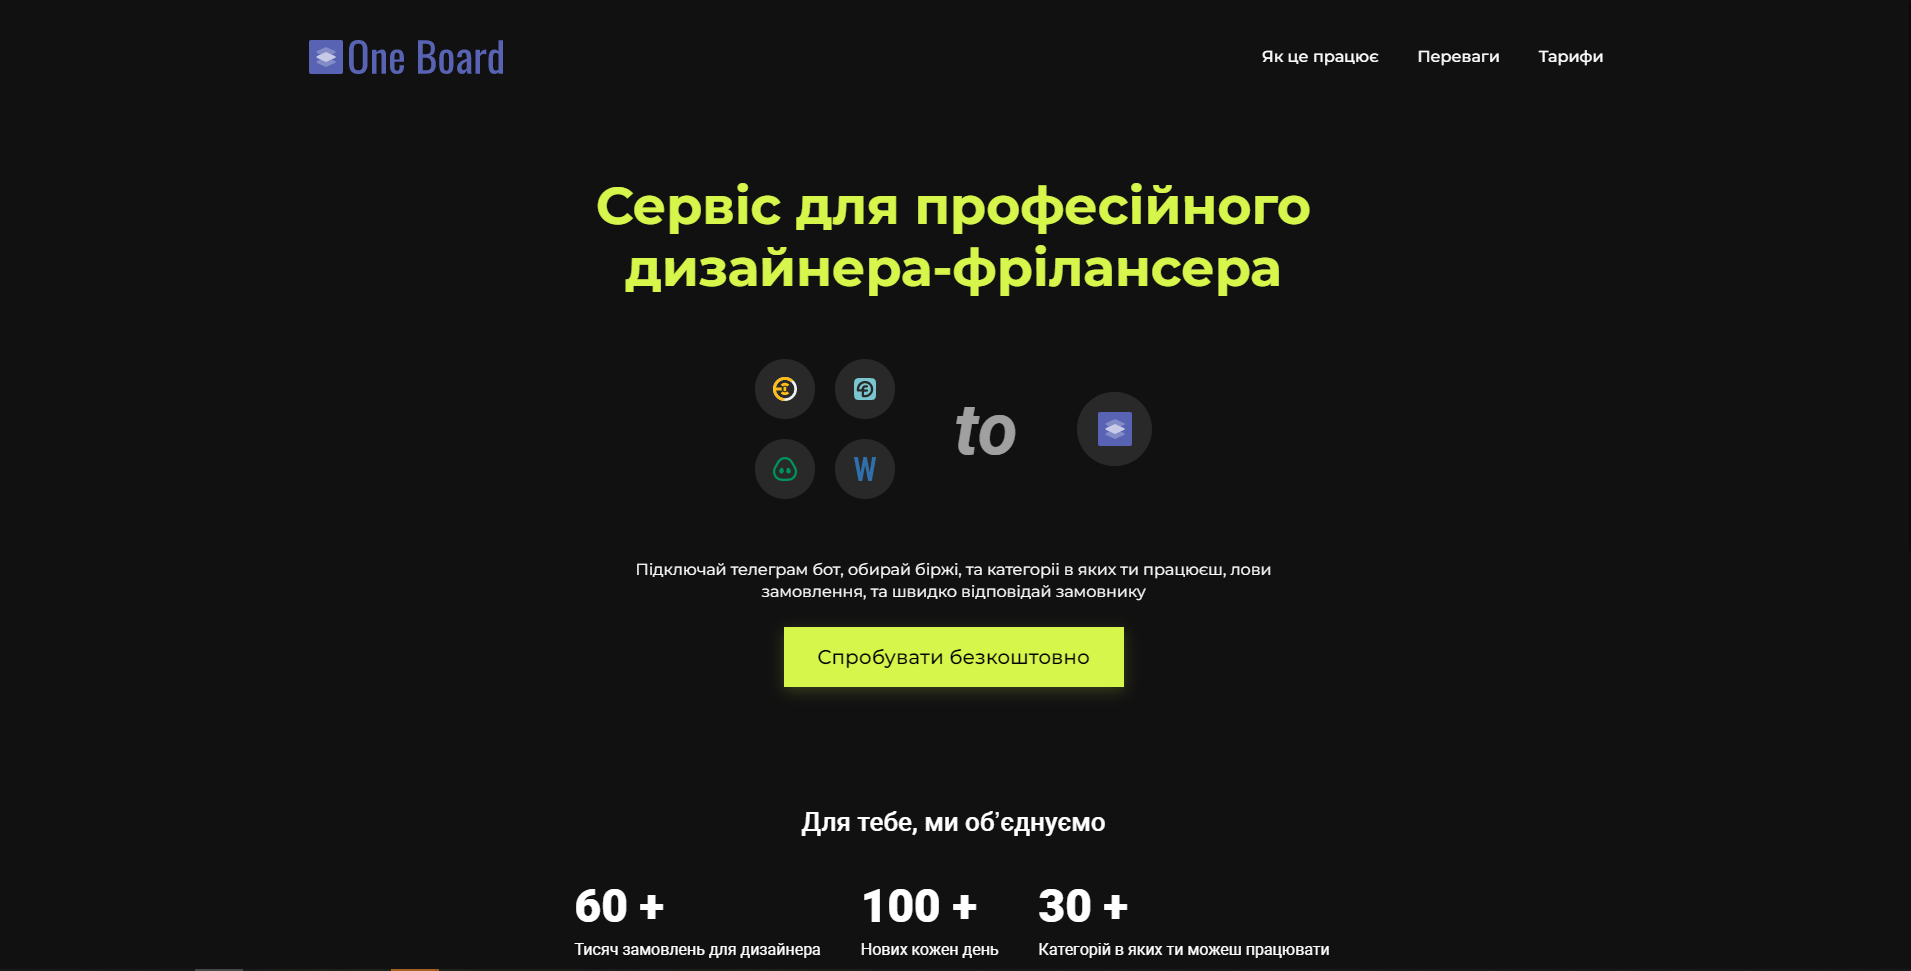 One Board
Як це працює
Переваги
Тарифи
Сервіс для професійного
дизайнера-фрілансера
to
W
Підключай телеграм бот, обирай біржі, та категоріі в яких ти працюєш, лови
замовлення, та швидко відповідай замовнику
Спробувати безкоштовно
Для тебе, ми об’єднуємо
60 +
Тисяч замовлень для дизайнера
100 +
Нових кожен день
30 +
Категорій в яких ти можеш працювати